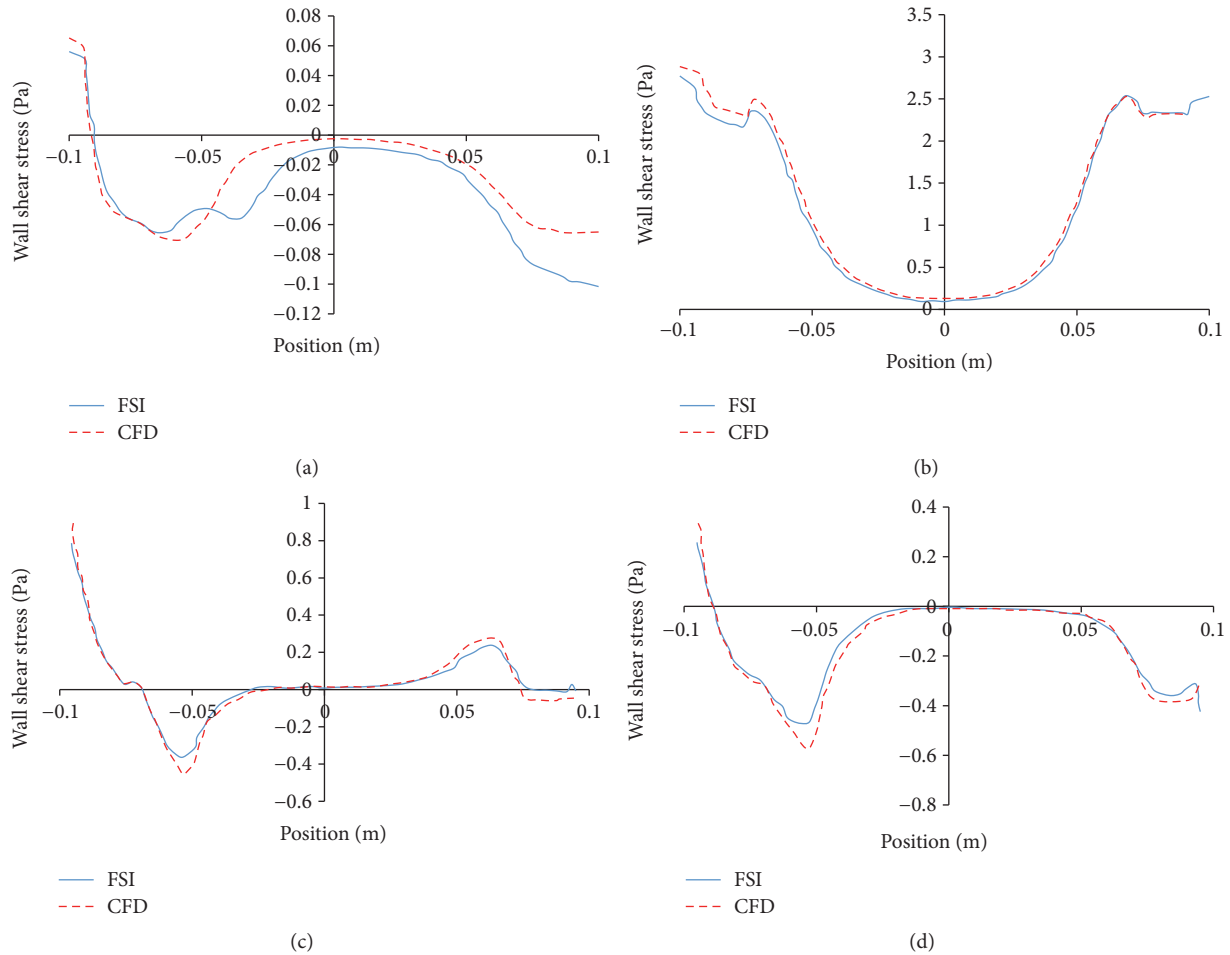 0.08
0.06
0.04
0.02
0
−0.02
−0.04
−0.06
−0.08
−0.1
−0.12
−0.1
−0.05
0
0.05
0.1
Wall shear stress (Pa)
Position (m)
FSI
CFD
(a)
3.5
3
2.5
2
1.5
1
0.5
0
−0.1
−0.05
0
0.05
0.1
Wall shear stress (Pa)
Position (m)
FSI
CFD
(b)
1
0.8
0.6
0.4
0.2
0
−0.2
−0.4
−0.6
−0.1
−0.05
0
0.05
0.1
Wall shear stress (Pa)
Position (m)
FSI
CFD
(c)
0.4
0.2
0
−0.2
−0.4
−0.6
−0.8
−0.1
−0.05
0
0.05
0.1
Wall shear stress (Pa)
Position (m)
FSI
CFD
(d)